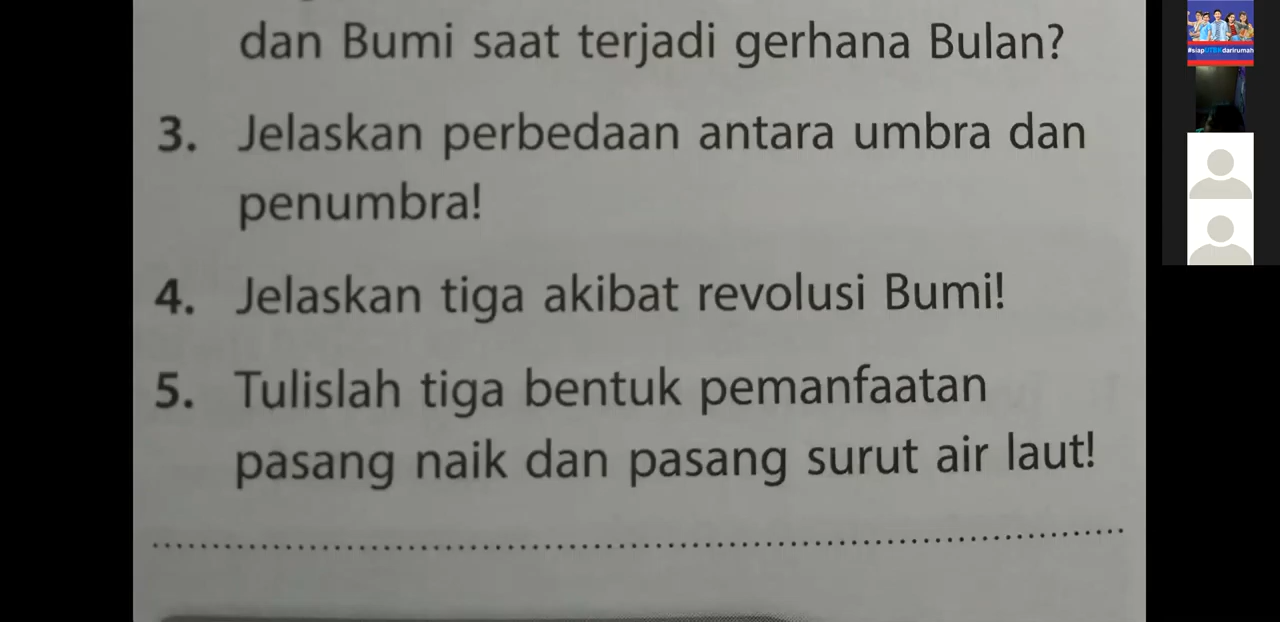 dan Bumi saat terjadi gerhana Bulan?
3. Jelaskan perbedaan antara umbra dan
penumbra!
4. Jelaskan tiga akibat revolusi Bumi!
5. Tulislah tiga bentuk pemanfaatan
pasang naik dan pasang surut air laut!
#siapUTBKdarirumah